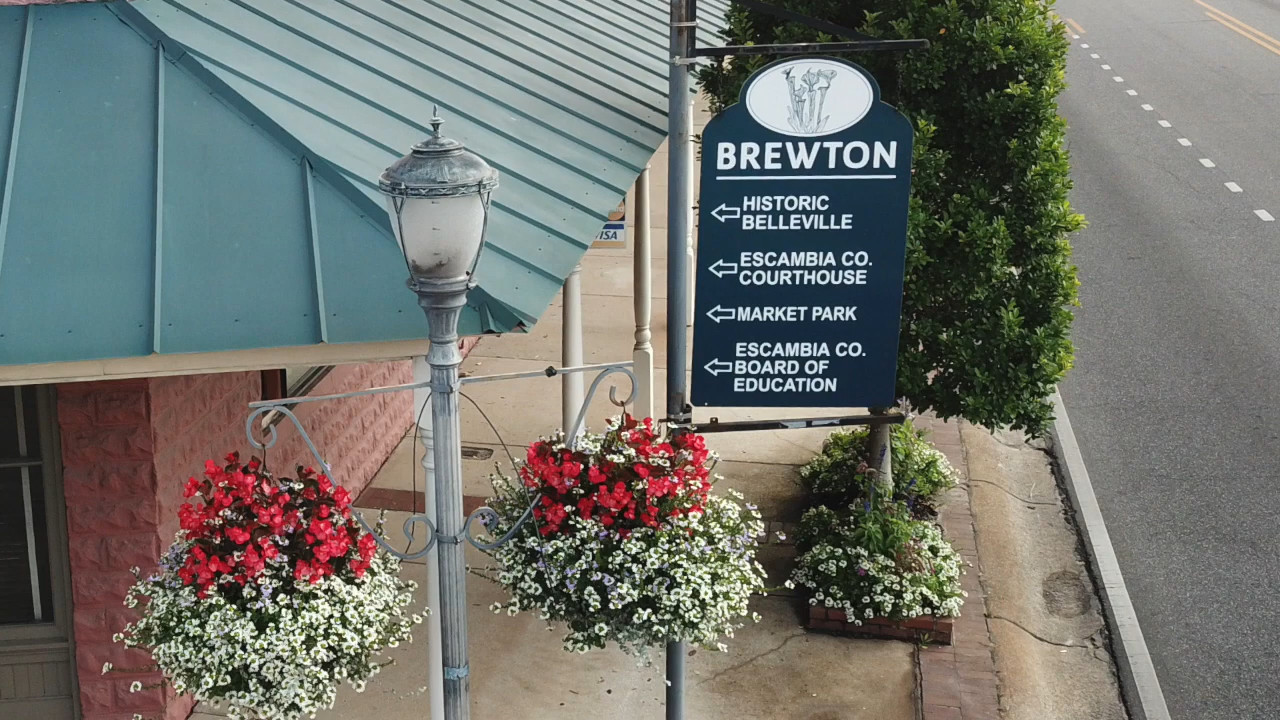 BREWTON
HISTORIC
BELLEVILLE
ESCAMBIA CO.
COURTHOUSE
MARKET PARK
ESCAMBIA CO.
BOARD OF
EDUCATION
VISA